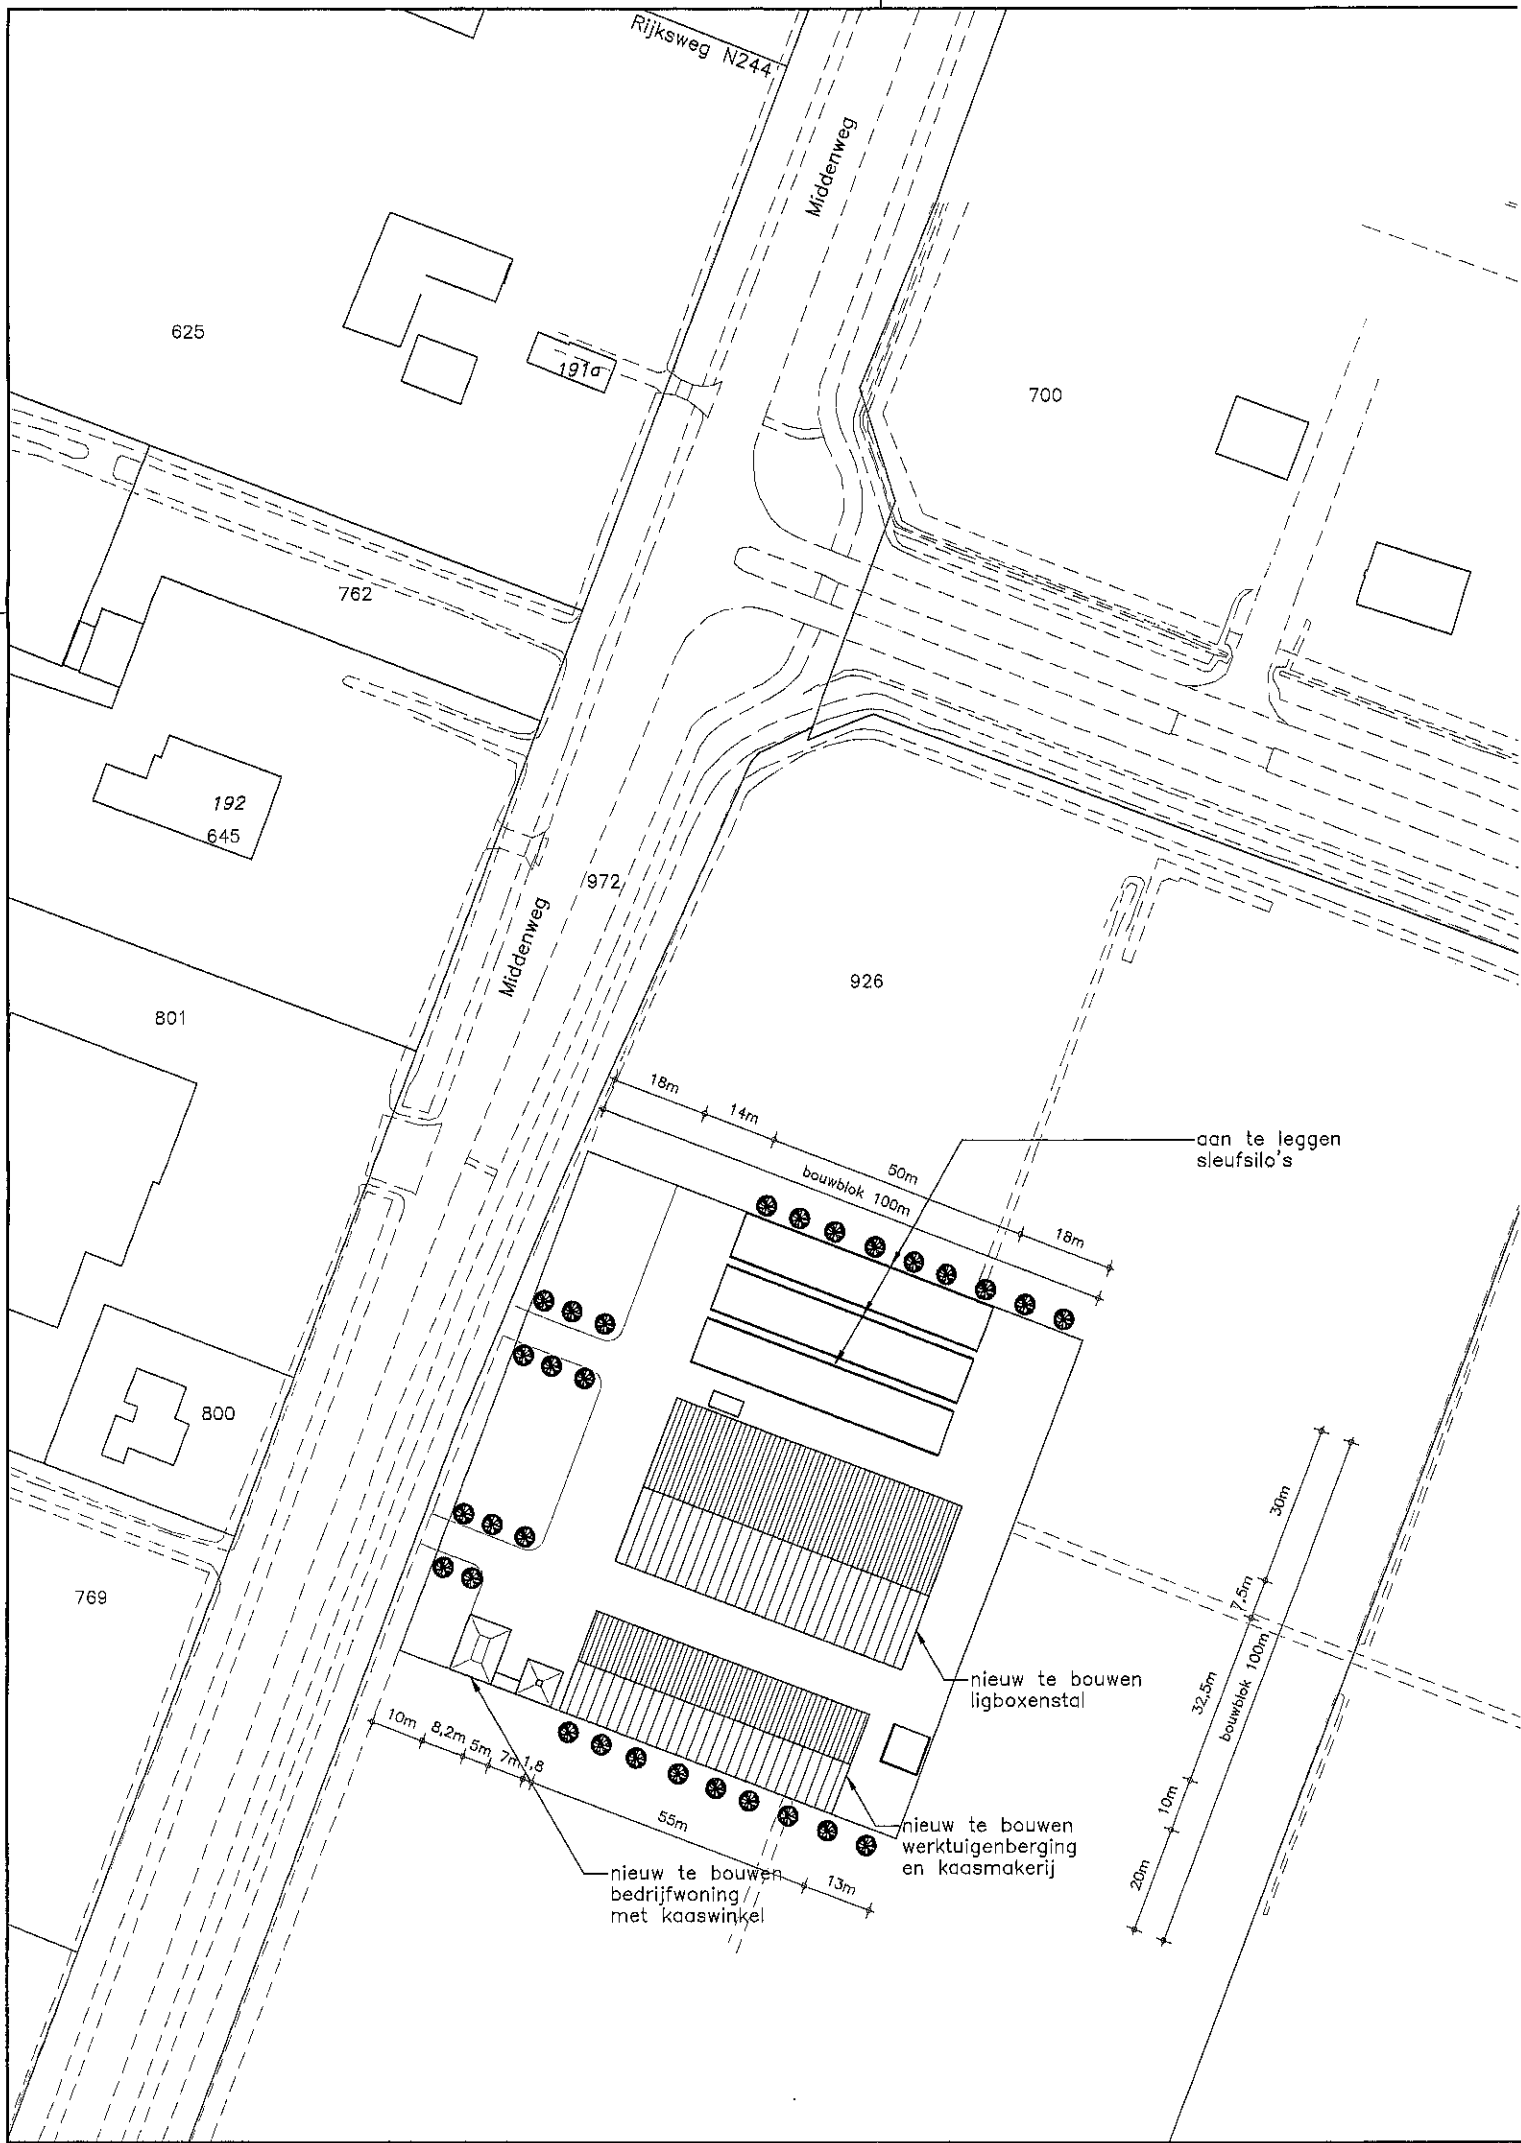 Rijksweg N244
Middenweg
625
191a
700
762
192
645
972
Middenweg
926
801
18m
14m
50m
bouwblok 100m
18m
aan te leggen
sleufsilo's
800
769
30m
7,5m
32,5m
bouwblok 100m
10m
20m
nieuw te bouwen
ligboxenstal
10m
8,2m
5m
7m
1,8
55m
13m
nieuw te bouwen
werktuigenberging
en kaasmakerij
nieuw te bouwen
bedrijfwoning
met kaaswinkel